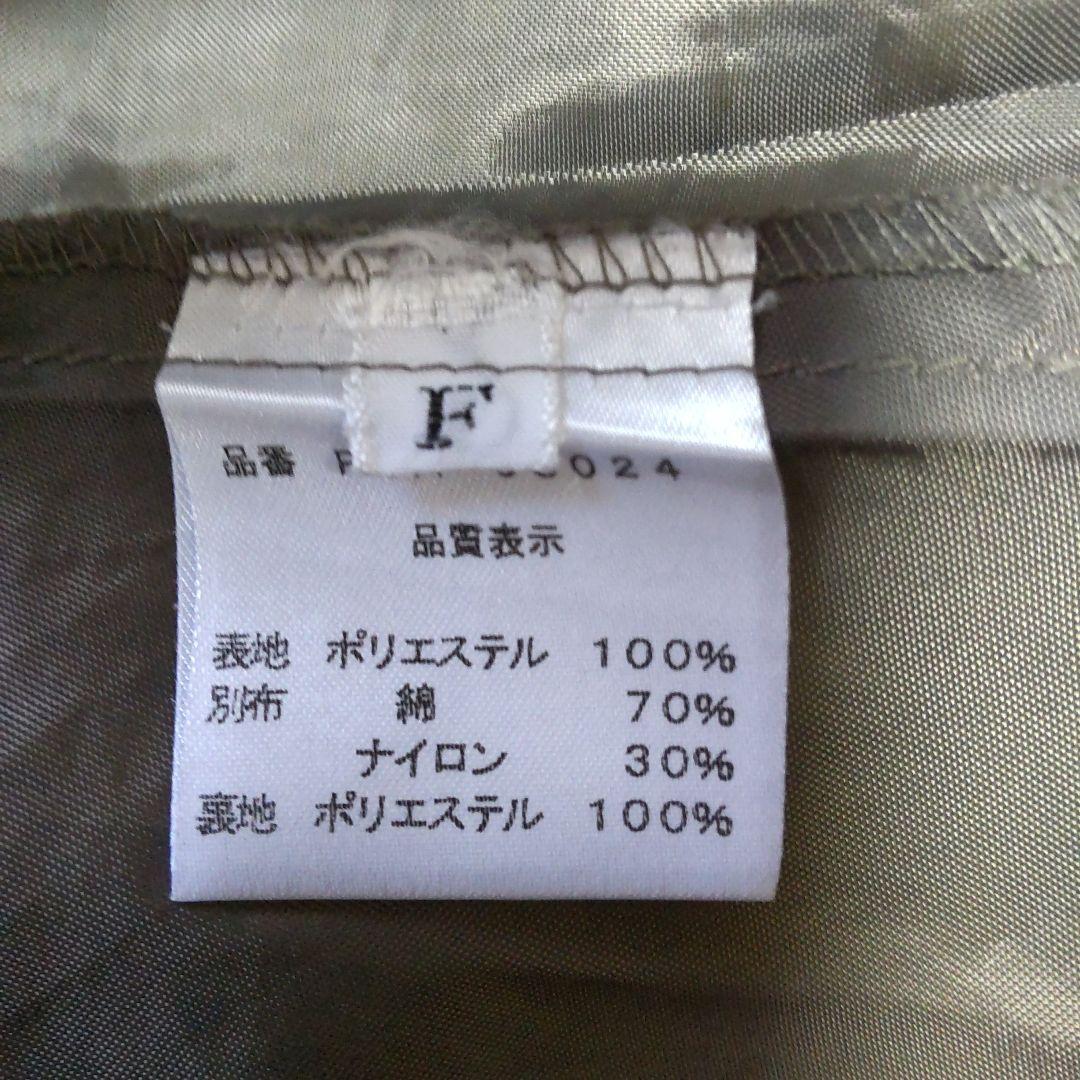 F
品番 024
品質表示
表地 ポリエステル 100%
別布 綿 70%
ナイロン 30%
裏地 ポリエステル 100%